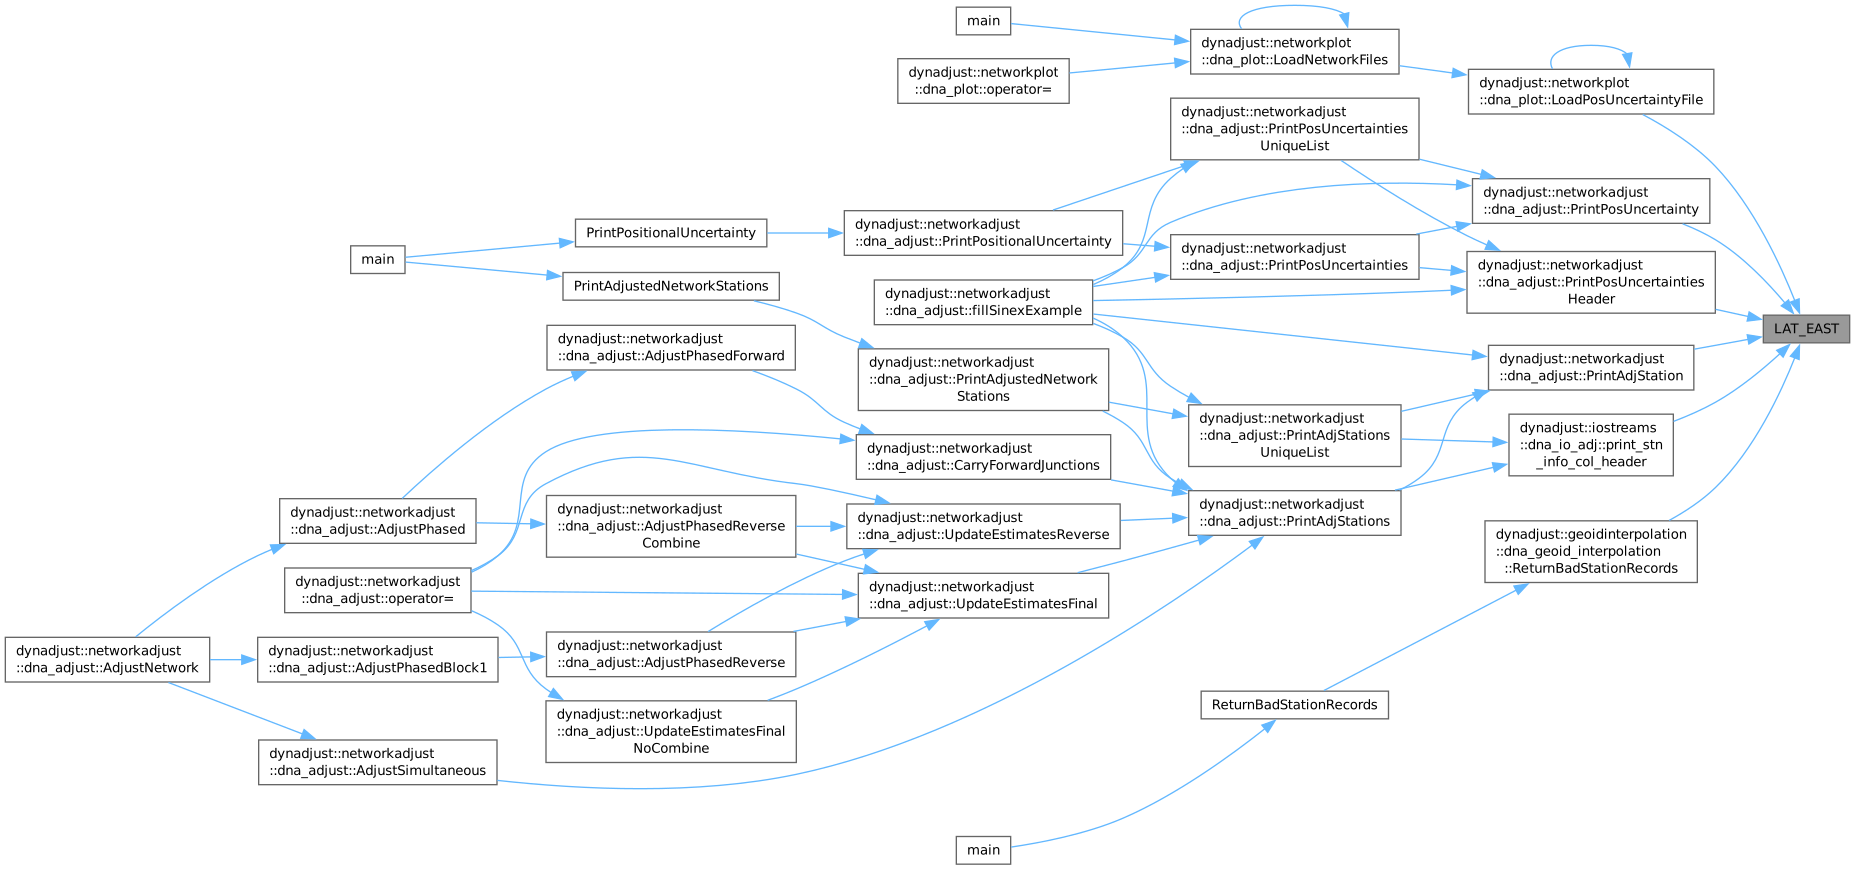 main
dynadjust::networkplot
::dna_plot::LoadNetworkFiles
dynadjust::networkplot
::dna_plot::operator=
dynadjust::networkplot
::dna_plot::LoadPosUncertaintyFile
dynadjust::networkadjust
::dna_adjust::PrintPosUncertainties
UniqueList
dynadjust::networkadjust
::dna_adjust::PrintPosUncertainty
dynadjust::networkadjust
::dna_adjust::PrintPositionalUncertainty
PrintPositionalUncertainty
main
dynadjust::networkadjust
::dna_adjust::PrintPosUncertainties
dynadjust::networkadjust
::dna_adjust::PrintPosUncertainties
Header
PrintAdjustedNetworkStations
dynadjust::networkadjust
::dna_adjust::fillSinexExample
LAT_EAST
dynadjust::networkadjust
::dna_adjust::AdjustPhasedForward
dynadjust::networkadjust
::dna_adjust::PrintAdjustedNetwork
Stations
dynadjust::networkadjust
::dna_adjust::PrintAdjStation
dynadjust::networkadjust
::dna_adjust::PrintAdjStations
UniqueList
dynadjust::iostreams
::dna_io_adj::print_stn
_info_col_header
dynadjust::networkadjust
::dna_adjust::CarryForwardJunctions
dynadjust::networkadjust
::dna_adjust::PrintAdjStations
dynadjust::networkadjust
::dna_adjust::AdjustPhased
dynadjust::networkadjust
::dna_adjust::AdjustPhasedReverse
Combine
dynadjust::networkadjust
::dna_adjust::UpdateEstimatesReverse
dynadjust::geoidinterpolation
::dna_geoid_interpolation
::ReturnBadStationRecords
dynadjust::networkadjust
::dna_adjust::operator=
dynadjust::networkadjust
::dna_adjust::UpdateEstimatesFinal
dynadjust::networkadjust
::dna_adjust::AdjustNetwork
dynadjust::networkadjust
::dna_adjust::AdjustPhasedBlock1
dynadjust::networkadjust
::dna_adjust::AdjustPhasedReverse
dynadjust::networkadjust
::dna_adjust::UpdateEstimatesFinal
NoCombine
ReturnBadStationRecords
dynadjust::networkadjust
::dna_adjust::AdjustSimultaneous
main